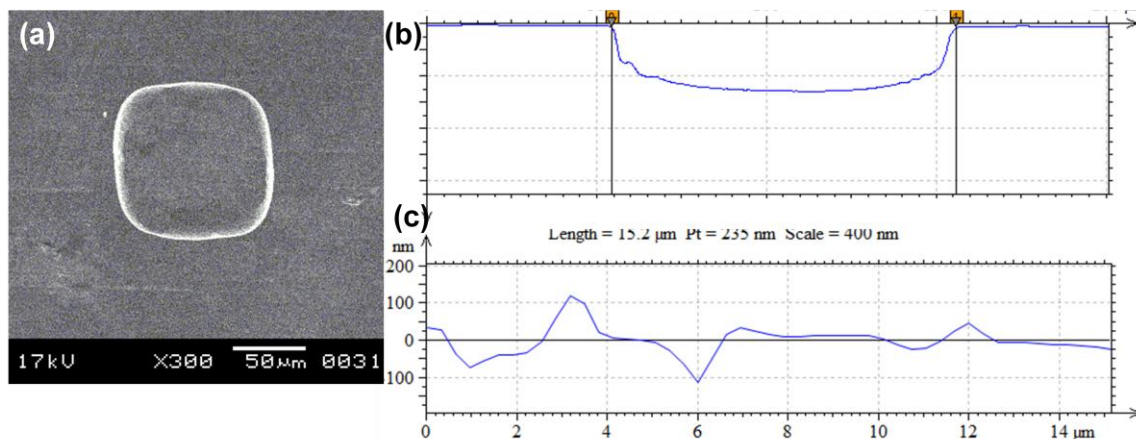 (a)
17kV X300 50μm 0031
(b)
(c)
Length = 15.2 μm Pt = 235 nm Scale = 400 nm
nm
200
100
0
100
0 2 4 6 8 10 12 14 μm